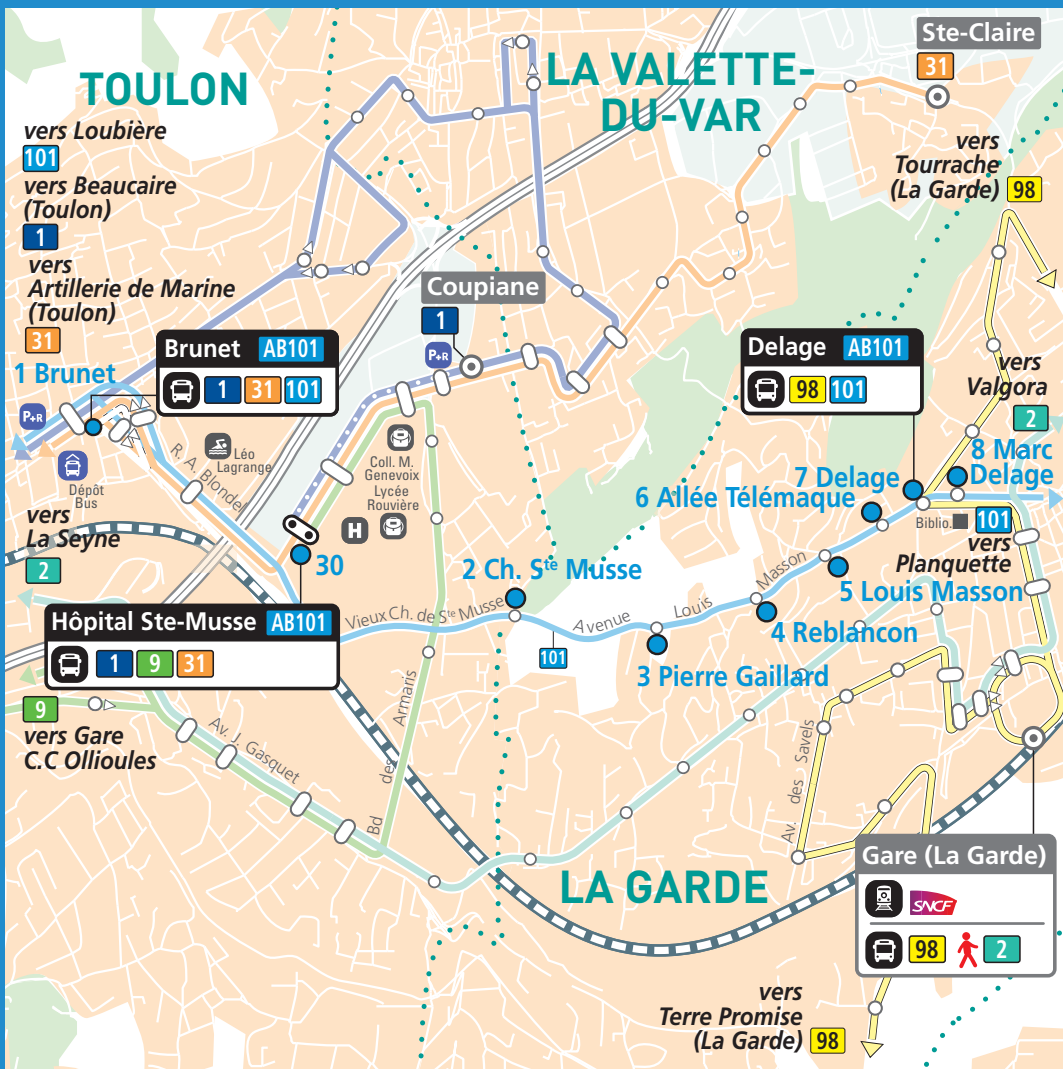 Ste-Claire
31
TOULON
LA VALETTE-
DU-VAR
vers Loubière
101
vers Beaucaire
(Toulon)
1
vers
Artillerie de Marine
(Toulon)
31
vers
Tourrache
(La Garde) 98
Coupiane
1
P+R
Brunet AB101
1 31 101
1 Brunet
P+R
Dépôt
Bus
R. A. Blondel
Léo
Lagrange
Coll. M.
Genevoix
Lycée
Rouvière
H
Delage AB101
98 101
vers
Valgora
2
8 Marc
Delage
7 Delage
6 Allée Télémaque
Biblio.
101
vers
Planquette
5 Louis Masson
4 Reblancon
3 Pierre Gaillard
2 Ch. Ste Musse
30
vers
La Seyne
2
Hôpital Ste-Musse AB101
1 9 31
Vieux Ch. de Ste Musse
101
Avenue Louis Masson
9
vers Gare
C.C Ollioules
Av. J. Gasquet
Bd des Armaris
Av. des Savels
LA GARDE
Gare (La Garde)
SNCF
98 2
vers
Terre Promise
(La Garde) 98